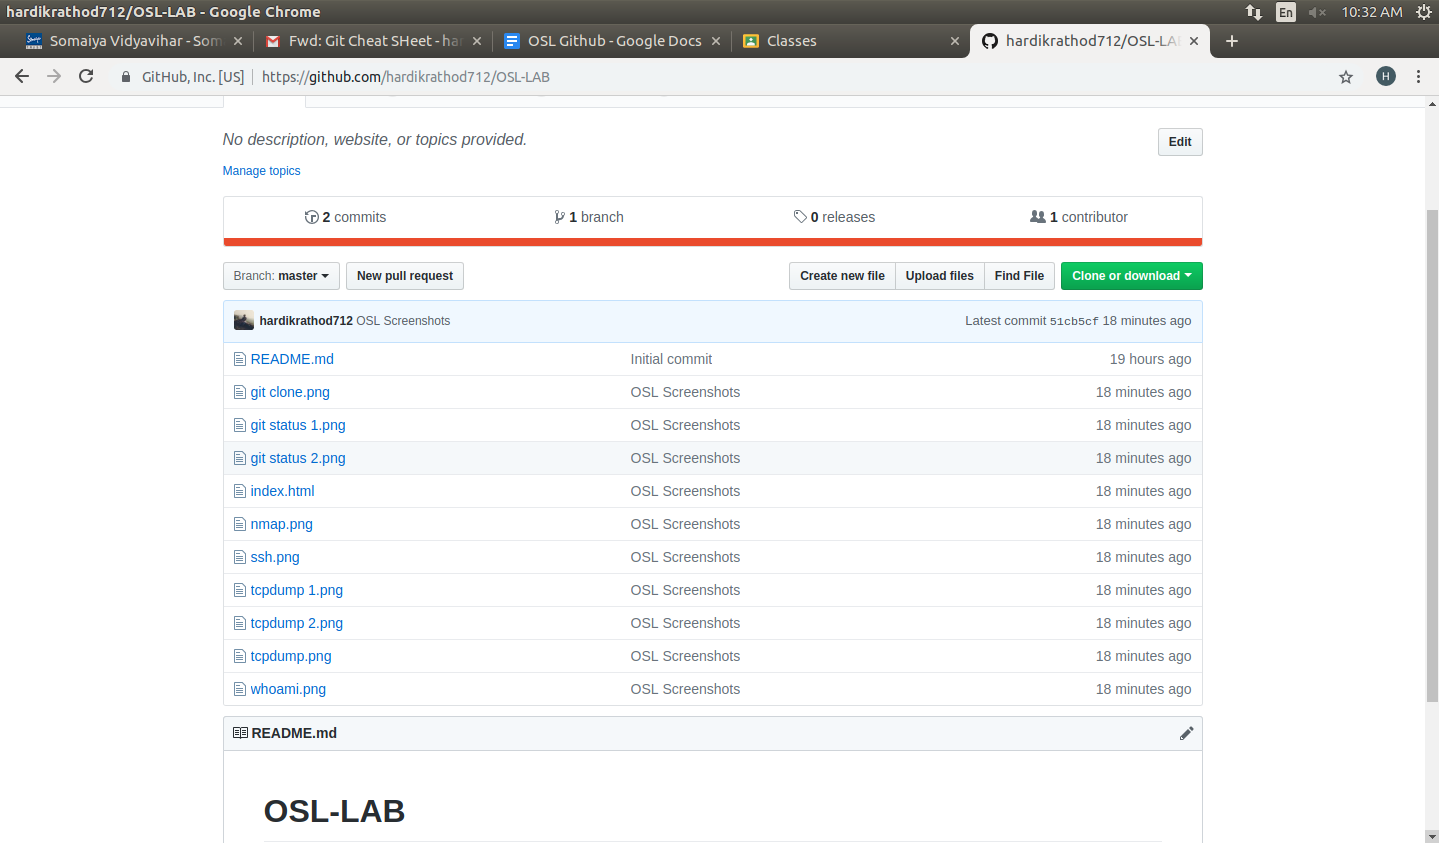 hardikrathod712/OSL-LAB - Google Chrome
En
10:32 AM
Somaiya Vidyavihar - Som
Fwd: Git Cheat SHeet - har
OSL Github - Google Docs
Classes
hardikrathod712/OSL-LA
GitHub, Inc. [US] https://github.com/hardikrathod712/OSL-LAB
H
No description, website, or topics provided.
Edit
Manage topics
2 commits
1 branch
0 releases
1 contributor
Branch: master
New pull request
Create new file
Upload files
Find File
Clone or download
hardikrathod712 OSL Screenshots
Latest commit 51cb5cf 18 minutes ago
README.md Initial commit 19 hours ago
git clone.png OSL Screenshots 18 minutes ago
git status 1.png OSL Screenshots 18 minutes ago
git status 2.png OSL Screenshots 18 minutes ago
index.html OSL Screenshots 18 minutes ago
nmap.png OSL Screenshots 18 minutes ago
ssh.png OSL Screenshots 18 minutes ago
tcpdump 1.png OSL Screenshots 18 minutes ago
tcpdump 2.png OSL Screenshots 18 minutes ago
tcpdump.png OSL Screenshots 18 minutes ago
whoami.png OSL Screenshots 18 minutes ago
README.md
OSL-LAB